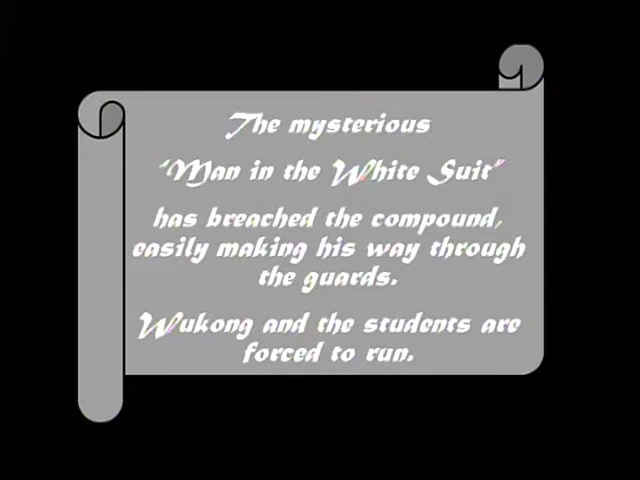 The mysterious
"Man in the White Suit"
has breached the compound,
easily making his way through
the guards.
Wukong and the students are
forced to run.